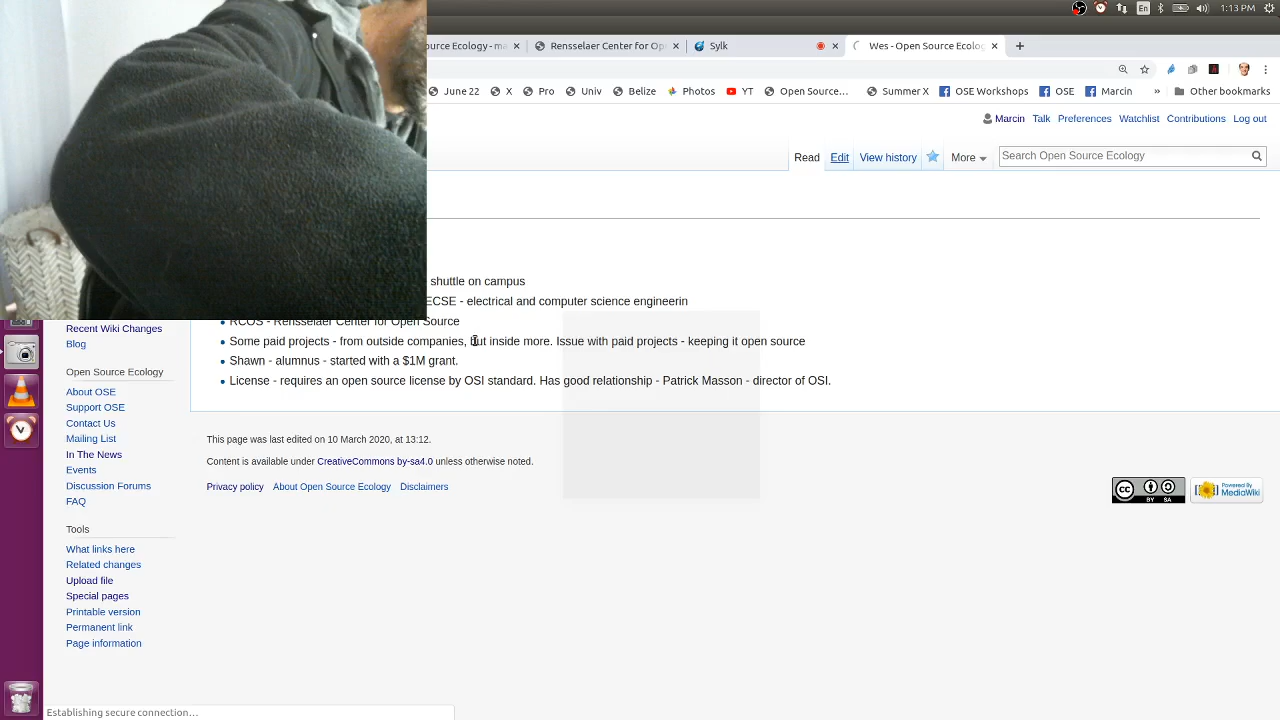 1:13 PM
En
ource Ecology - ma
Rensselaer Center For Op
Sylk
Wes - Open Source Ecolog
June 22
X
Pro
Univ
Belize
Photos
YT
Open Source…
Summer X
OSE Workshops
OSE
Marcin
»
Other bookmarks
Marcin
Talk
Preferences
Watchlist
Contributions
Log out
Read
Edit
View history
More
Search Open Source Ecology
shuttle on campus
ECSE - electrical and computer science engineerin
RCOS - Rensselaer Center for Open Source
Some paid projects - from outside companies, but inside more. Issue with paid projects - keeping it open source
Shawn - alumnus - started with a $1M grant.
License - requires an open source license by OSI standard. Has good relationship - Patrick Masson - director of OSI.
Recent Wiki Changes
Blog
Open Source Ecology
About OSE
Support OSE
Contact Us
Mailing List
In The News
Events
Discussion Forums
FAQ
Tools
What links here
Related changes
Upload file
Special pages
Printable version
Permanent link
Page information
This page was last edited on 10 March 2020, at 13:12.
Content is available under CreativeCommons by-sa4.0 unless otherwise noted.
Privacy policy
About Open Source Ecology
Disclaimers
cc BY SA
Powered By MediaWiki
Establishing secure connection…